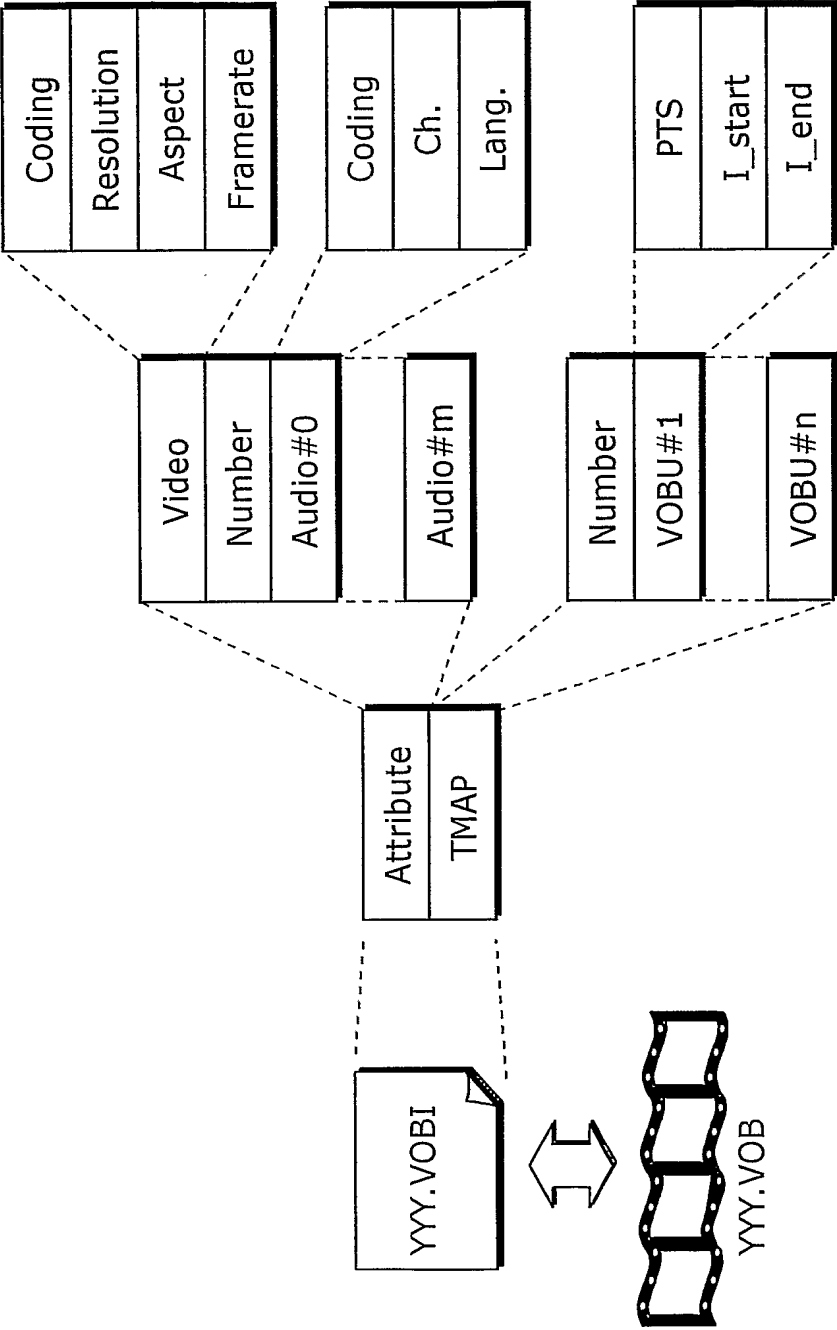 YYY.VOBI
YYY.VOB
Attribute
TMAP
Video
Number
Audio#0
Audio#m
Number
VOBU#1
VOBU#n
Coding
Resolution
Aspect
Framerate
Coding
Ch.
Lang.
PTS
I_start
I_end